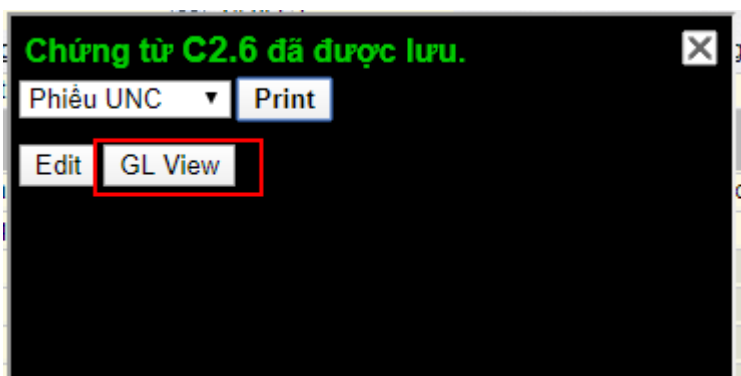 Chứng từ C2.6 đã được lưu.
Phiếu UNC Print
Edit GL View